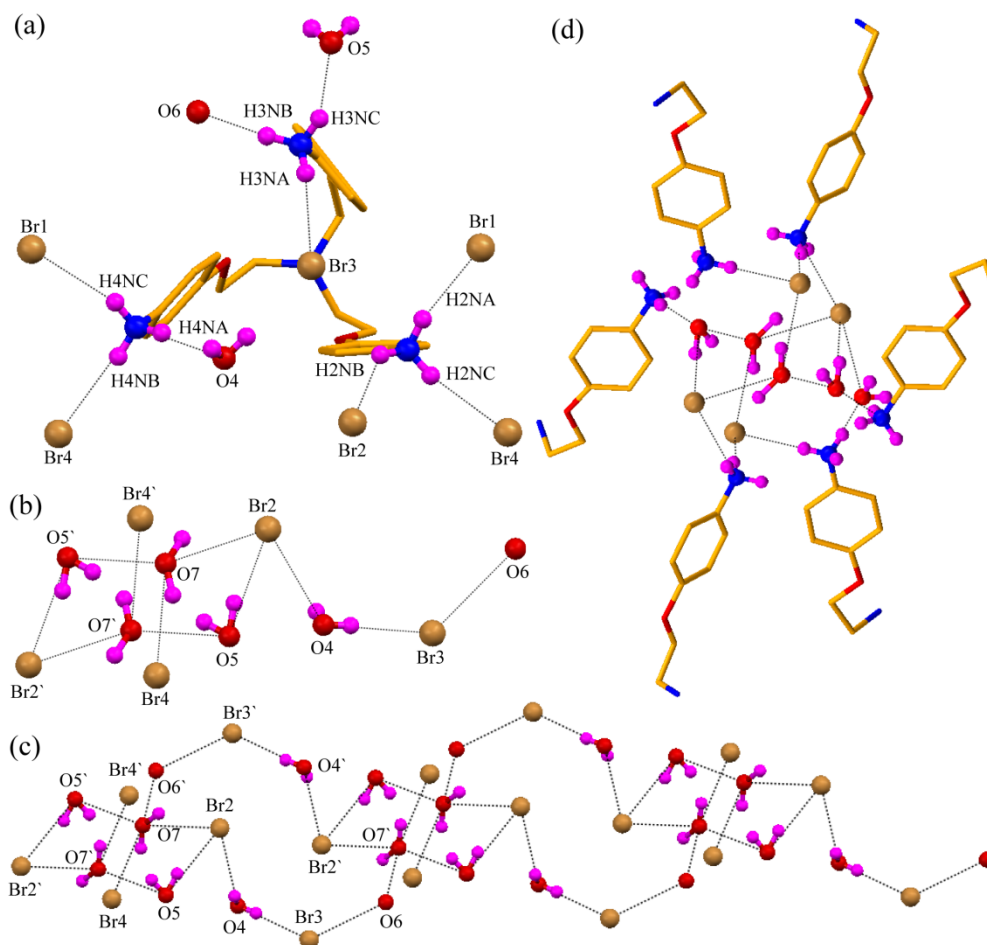 (a)
O5
O6
H3NB
H3NC
H3NA
Br1
Br1
Br3
H4NC
H2NA
H4NA
H2NB
H4NB
O4
H2NC
Br2
Br4
Br4
(d)
(b)
Br4`
Br2
O5`
O7
O6
O7`
O5
O4
Br3
Br2`
Br4
(c)
Br3`
Br4`
O6`
O4`
O5`
Br2
O7
O7`
O7`
Br2`
Br2`
Br4
O5
O4
Br3
O6